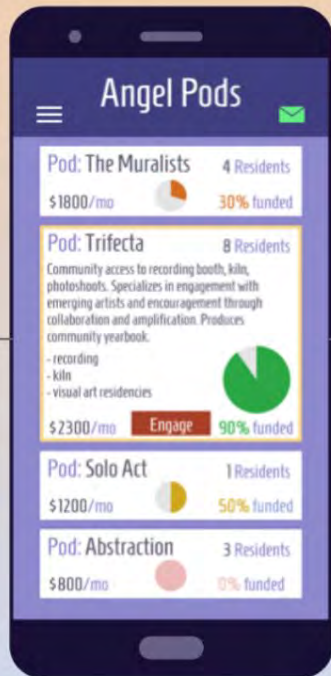 Angel Pods
Pod: The Muralists 4 Residents
$1800/mo 30% funded
Pod: Trifecta 8 Residents
Community access to recording booth, kiln,
photoshoots. Specializes in engagement with
emerging artists and encouragement through
collaboration and amplification. Produces
community yearbook.
- recording
- kiln
- visual art residencies
$2300/mo Engage 90% funded
Pod: Solo Act 1 Residents
$1200/mo 50% funded
Pod: Abstraction 3 Residents
$800/mo 0% funded